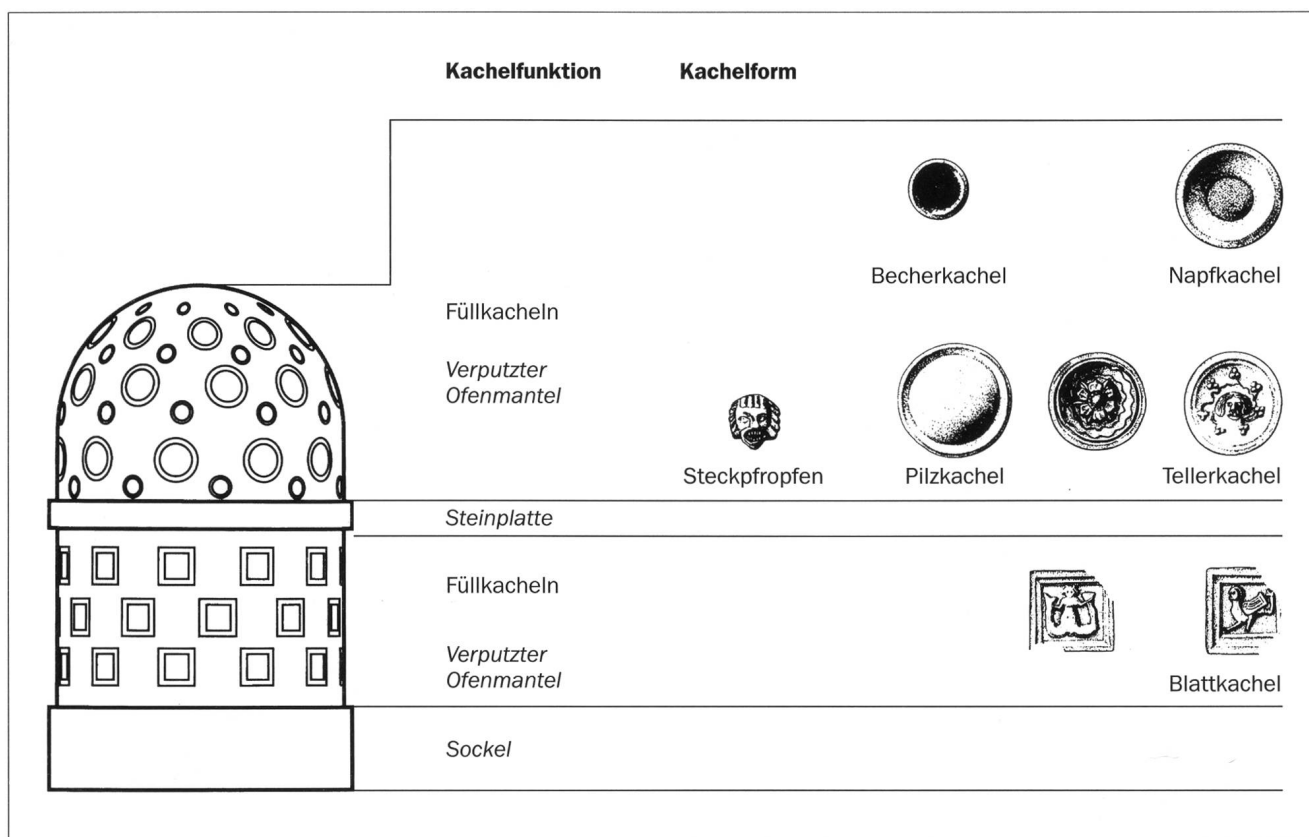 Kachelfunktion Kachelform
Becherkachel Napfkachel
Füllkacheln
Verputzter
Ofenmantel
Steckpfropfen Pilzkachel Tellerkachel
Steinplatte
Füllkacheln
Verputzter
Ofenmantel
Blattkachel
Sockel